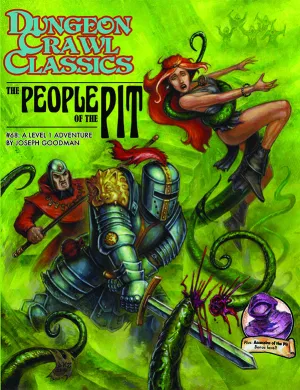 DUNGEON
CRAWL
CLASSICS
THE PEOPLE
OF THE PIT
#68: A LEVEL 1 ADVENTURE
BY JOSEPH GOODMAN